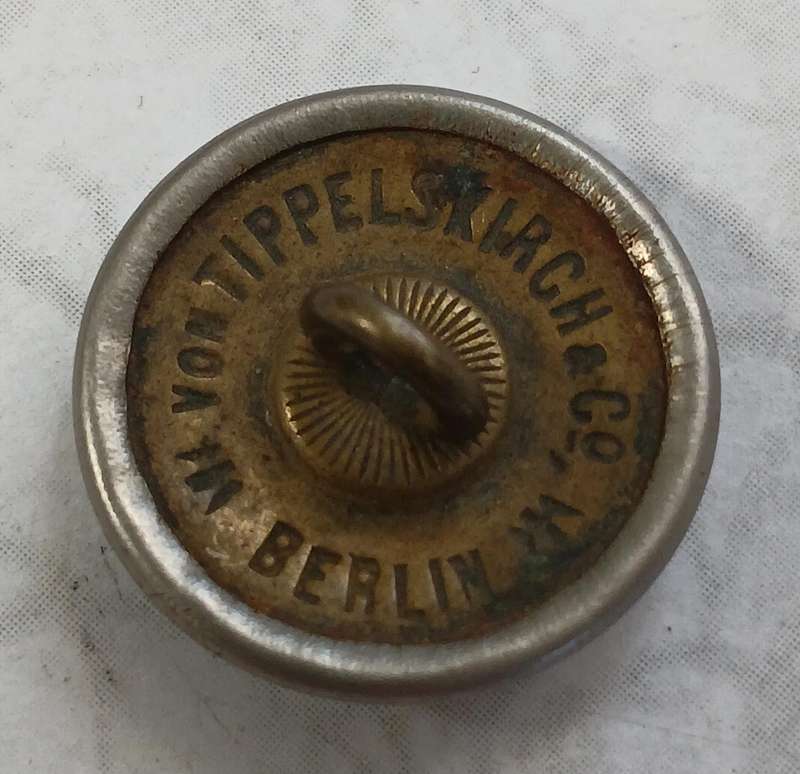 VON TIPPELSKIRCH & Co,
BERLIN